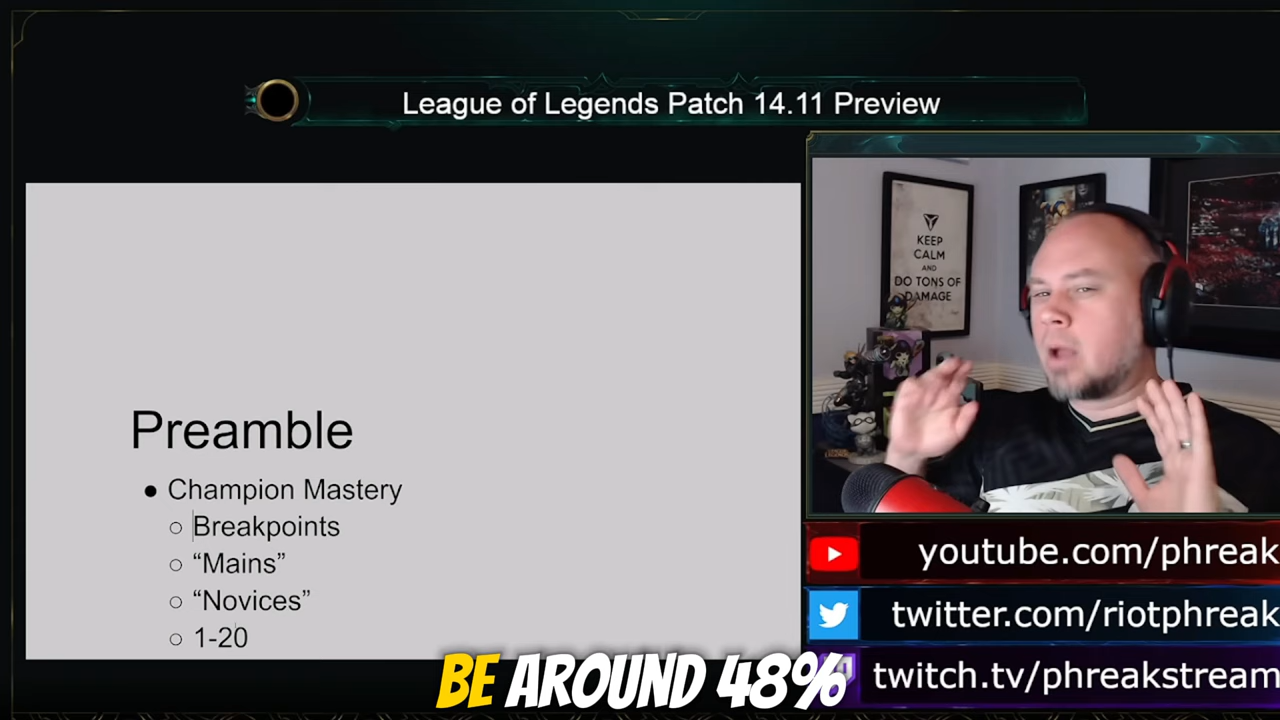 League of Legends Patch 14.11 Preview
KEEP
CALM
AND
DO TONS OF
DAMAGE
Preamble
● Champion Mastery
○ Breakpoints
○ “Mains”
○ “Novices”
○ 1-20
youtube.com/phreak
twitter.com/riotphreak
twitch.tv/phreakstream
BE AROUND 48%